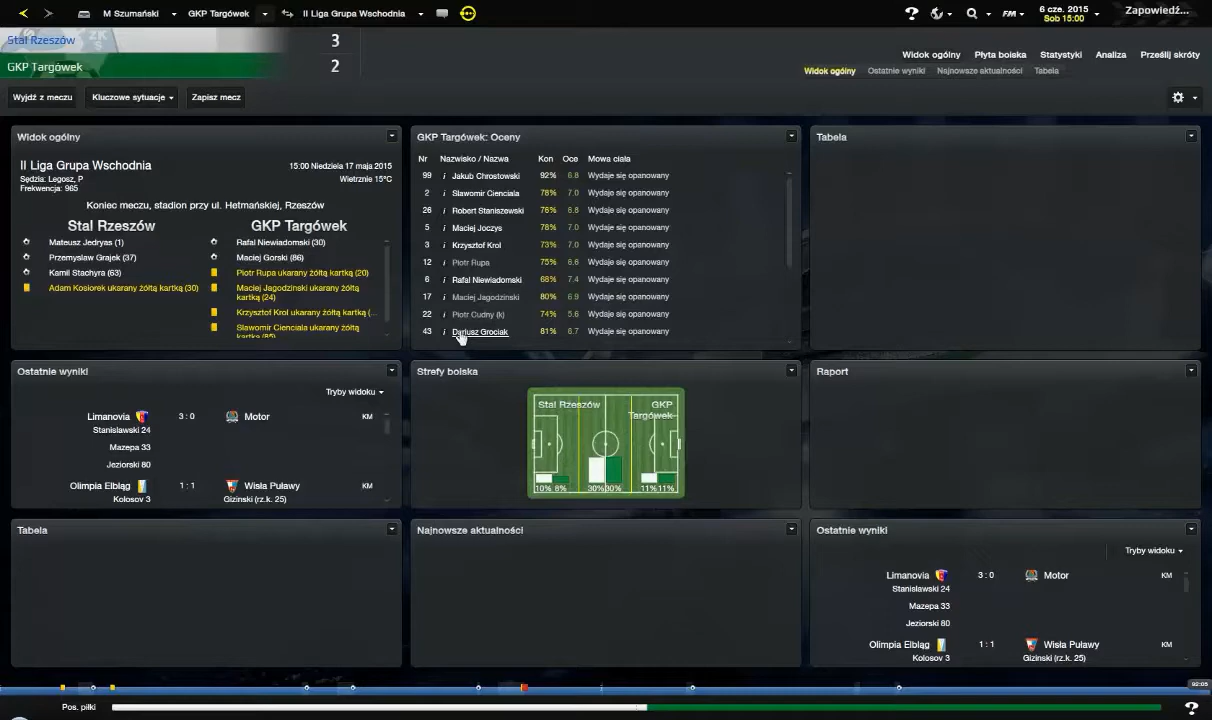 M Szumański
GKP Targówek
II Liga Grupa Wschodnia
FM
6 cze. 2015
Sob 15:00
Zapowiedź...
Stal Rzeszów 3
GKP Targówek 2
Widok ogólny Płyta boiska Statystyki Analiza Prześlij skróty
Widok ogólny Ostatnie wyniki Najnowsze aktualności Tabela
Wyjdź z meczu Kluczowe sytuacje Zapisz mecz
Widok ogólny
II Liga Grupa Wschodnia 15:00 Niedziela 17 maja 2015
Sędzia: Legosz, P Wietrznie 15°C
Frekwencja: 965
Koniec meczu, stadion przy ul. Hetmańskiej, Rzeszów
Stal Rzeszów GKP Targówek
Mateusz Jedryas (1) Rafal Niewiadomski (30)
Przemyslaw Grajek (37) Maciej Gorski (86)
Kamil Stachyra (63) Piotr Rupa ukarany żółtą kartką (20)
Adam Kosiorek ukarany żółtą kartką (30) Maciej Jagodzinski ukarany żółtą
kartką (24)
Krzysztof Krol ukarany żółtą kartką (...
Slawomir Cienciala ukarany żółtą
kartką (85)
GKP Targówek: Oceny
Nr Nazwisko / Nazwa Kon Oce Mowa ciała
99 i Jakub Chrostowski 92% 6.8 Wydaje się opanowany
2 i Slawomir Cienciala 78% 7.0 Wydaje się opanowany
26 i Robert Staniszewski 76% 6.8 Wydaje się opanowany
5 i Maciej Joczys 78% 7.0 Wydaje się opanowany
3 i Krzysztof Krol 73% 7.0 Wydaje się opanowany
12 i Piotr Rupa 75% 6.6 Wydaje się opanowany
6 i Rafal Niewiadomski 68% 7.4 Wydaje się opanowany
17 i Maciej Jagodzinski 80% 6.9 Wydaje się opanowany
22 i Piotr Cudny (k) 74% 5.6 Wydaje się opanowany
43 i Dariusz Grociak 81% 6.7 Wydaje się opanowany
Tabela
Ostatnie wyniki
Tryby widoku
Limanovia 3 : 0 Motor KM
Stanislawski 24
Mazepa 33
Jeziorski 80
Olimpia Elbląg 1 : 1 Wisła Puławy KM
Kolosov 3 Gizinski (rz.k. 25)
Strefy boiska
Stal Rzeszów GKP
Targówek
10% 8% 30% 30% 11% 11%
Raport
Tabela
Najnowsze aktualności
Ostatnie wyniki
Tryby widoku
Limanovia 3 : 0 Motor KM
Stanislawski 24
Mazepa 33
Jeziorski 80
Olimpia Elbląg 1 : 1 Wisła Puławy KM
Kolosov 3 Gizinski (rz.k. 25)
92:05
Pos. piłki